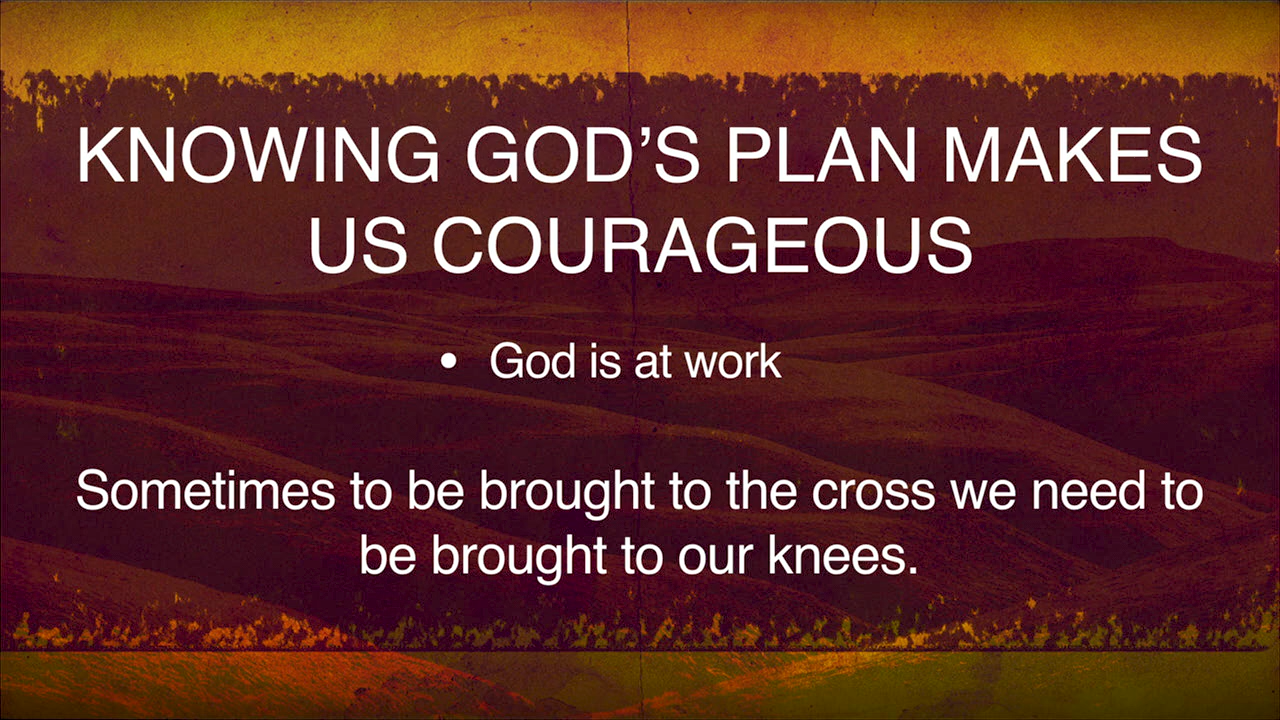 KNOWING GOD’S PLAN MAKES
US COURAGEOUS
• God is at work
Sometimes to be brought to the cross we need to
be brought to our knees.